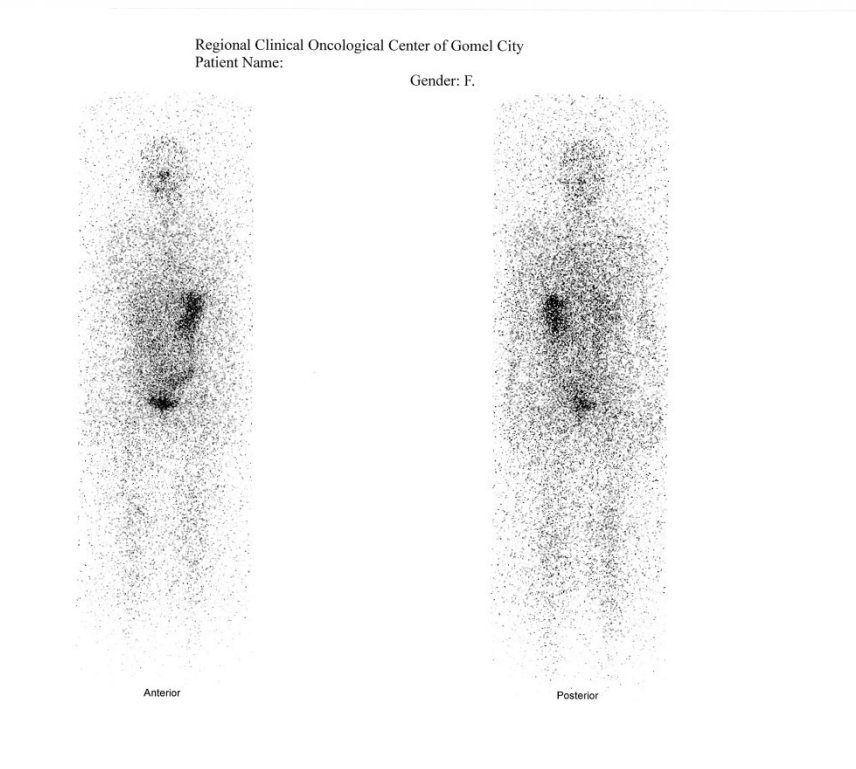 Regional Clinical Oncological Center of Gomel City
Patient Name:
Gender: F.
Anterior
Posterior